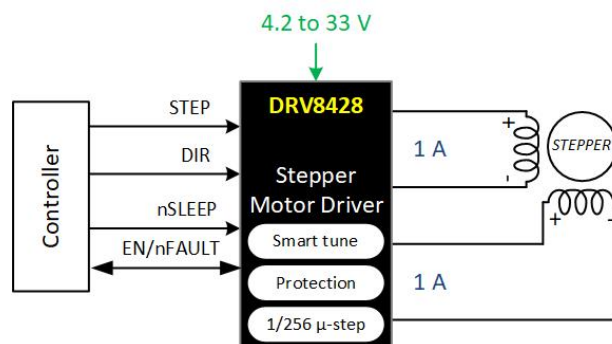 4.2 to 33 V
Controller
STEP
DIR
nSLEEP
EN/nFAULT
DRV8428
Stepper
Motor Driver
Smart tune
Protection
1/256 µ-step
1 A
1 A
+
-
STEPPER
+
-